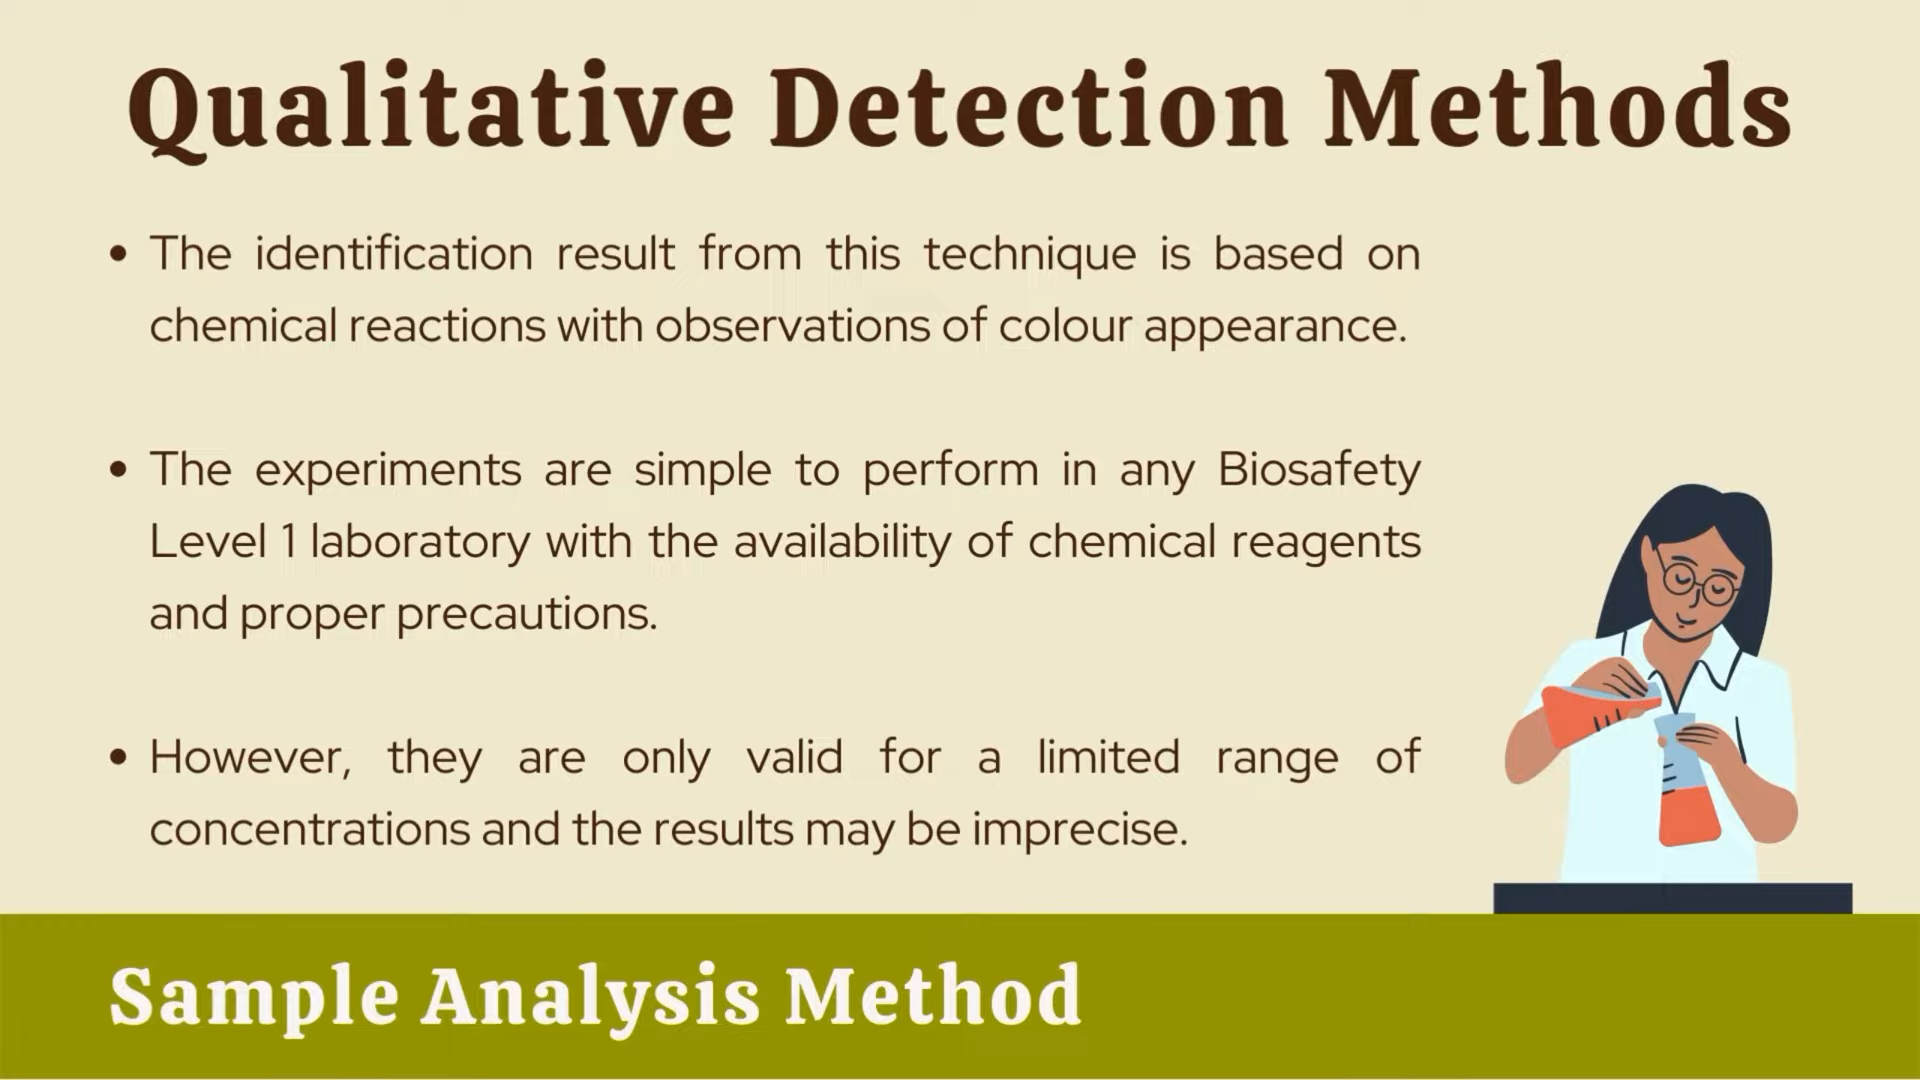 Qualitative Detection Methods
• The identification result from this technique is based on
chemical reactions with observations of colour appearance.
• The experiments are simple to perform in any Biosafety
Level 1 laboratory with the availability of chemical reagents
and proper precautions.
• However, they are only valid for a limited range of
concentrations and the results may be imprecise.
Sample Analysis Method